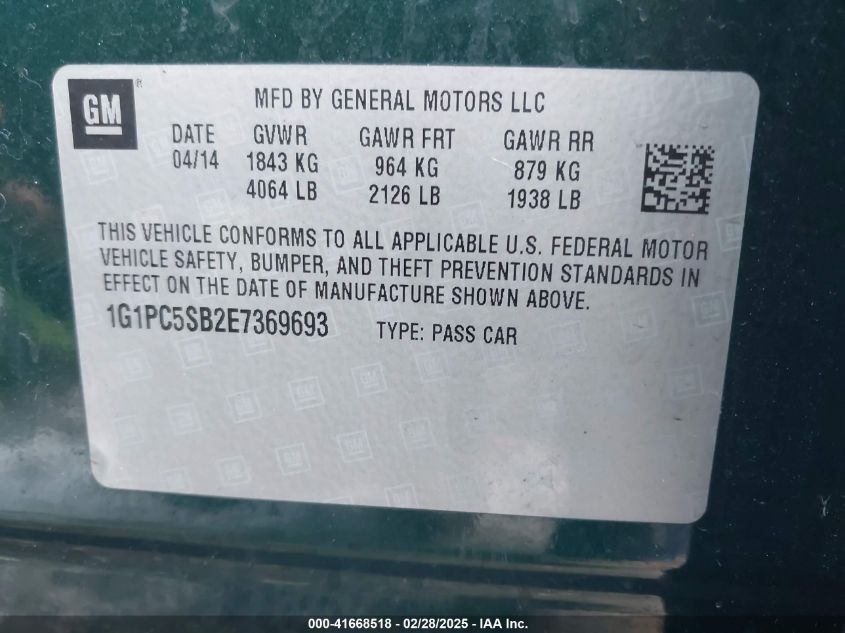 GM ®
MFD BY GENERAL MOTORS LLC
DATE GVWR GAWR FRT GAWR RR
04/14 1843 KG 964 KG 879 KG
4064 LB 2126 LB 1938 LB
THIS VEHICLE CONFORMS TO ALL APPLICABLE U.S. FEDERAL MOTOR
VEHICLE SAFETY, BUMPER, AND THEFT PREVENTION STANDARDS IN
EFFECT ON THE DATE OF MANUFACTURE SHOWN ABOVE.
1G1PC5SB2E7369693 TYPE: PASS CAR
000-41668518 - 02/28/2025 - IAA Inc.